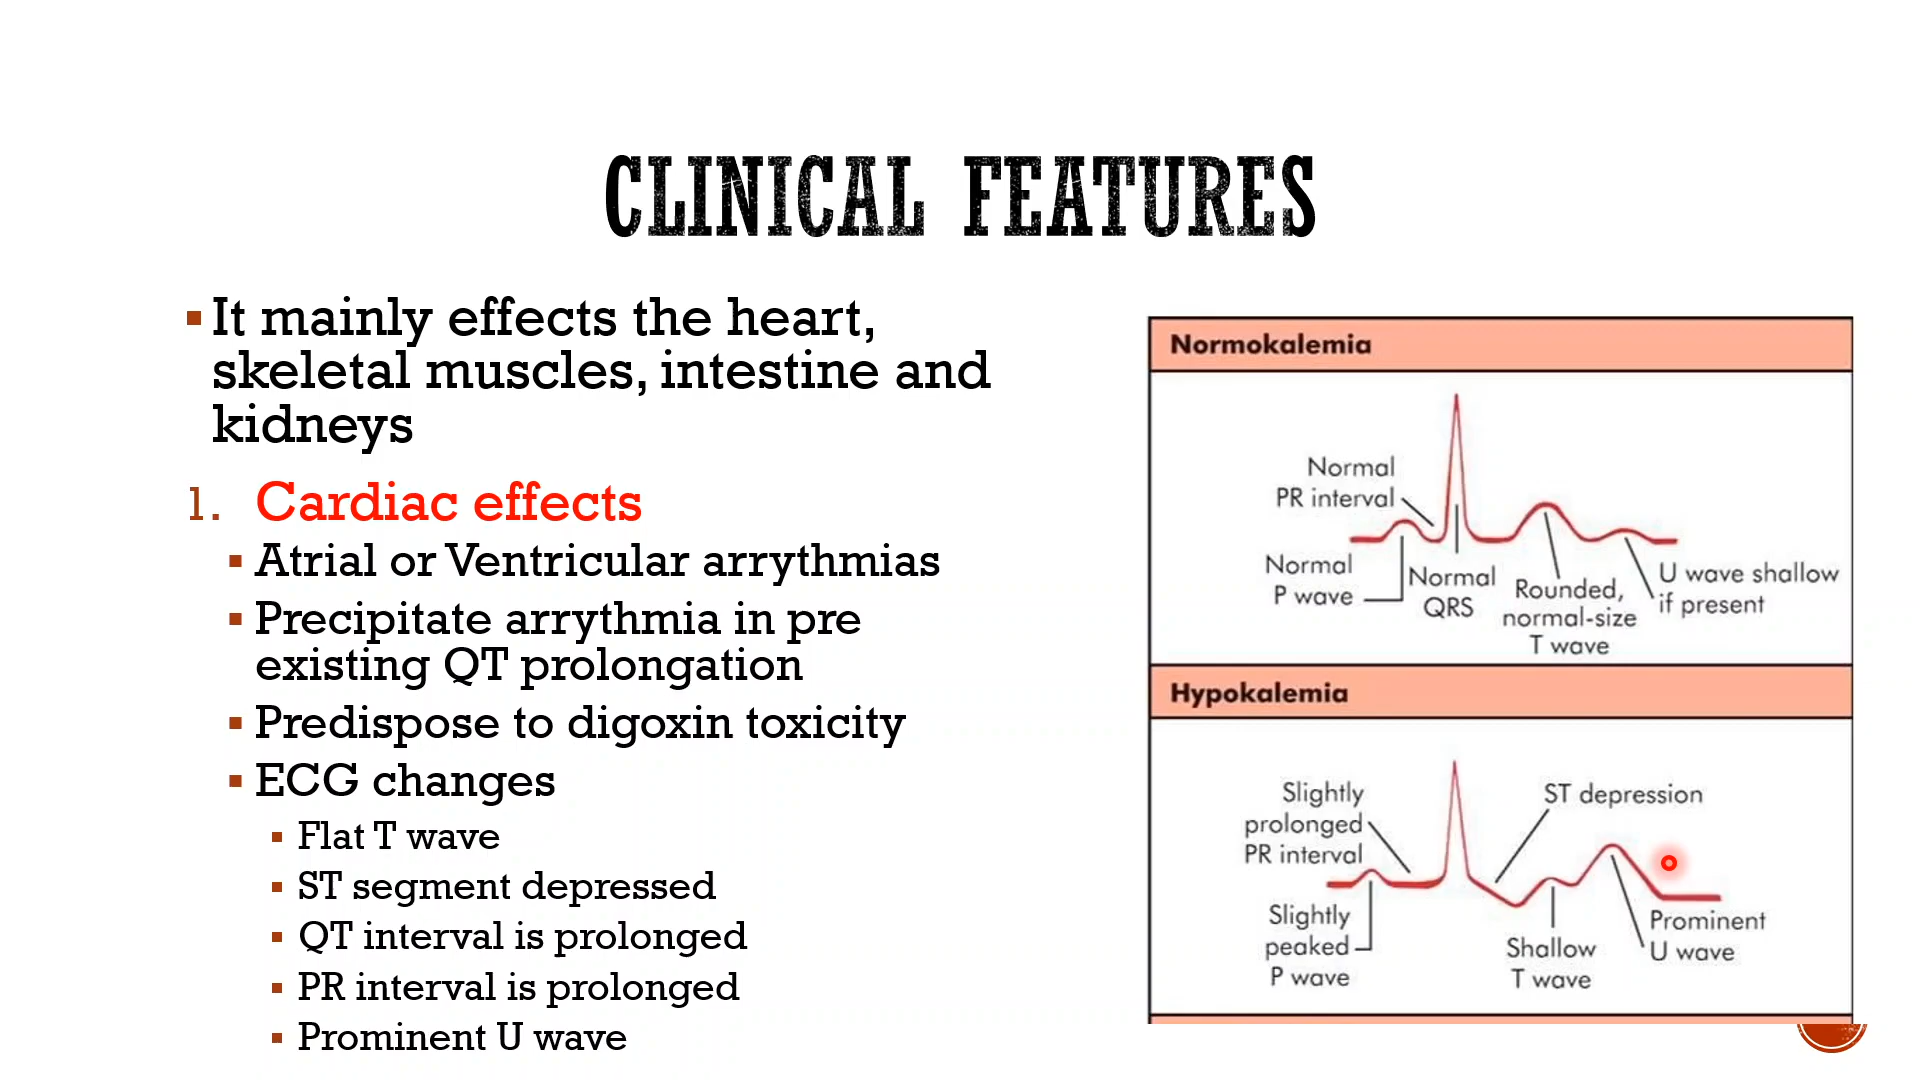 CLINICAL FEATURES
▪ It mainly effects the heart,
skeletal muscles, intestine and
kidneys
1. Cardiac effects
▪ Atrial or Ventricular arrythmias
▪ Precipitate arrythmia in pre
existing QT prolongation
▪ Predispose to digoxin toxicity
▪ ECG changes
▪ Flat T wave
▪ ST segment depressed
▪ QT interval is prolonged
▪ PR interval is prolonged
▪ Prominent U wave
Normokalemia
Normal
PR interval
Normal
P wave
Normal
QRS
Rounded,
normal-size
T wave
U wave shallow
if present
Hypokalemia
Slightly
prolonged
PR interval
ST depression
Slightly
peaked
P wave
Shallow
T wave
Prominent
U wave